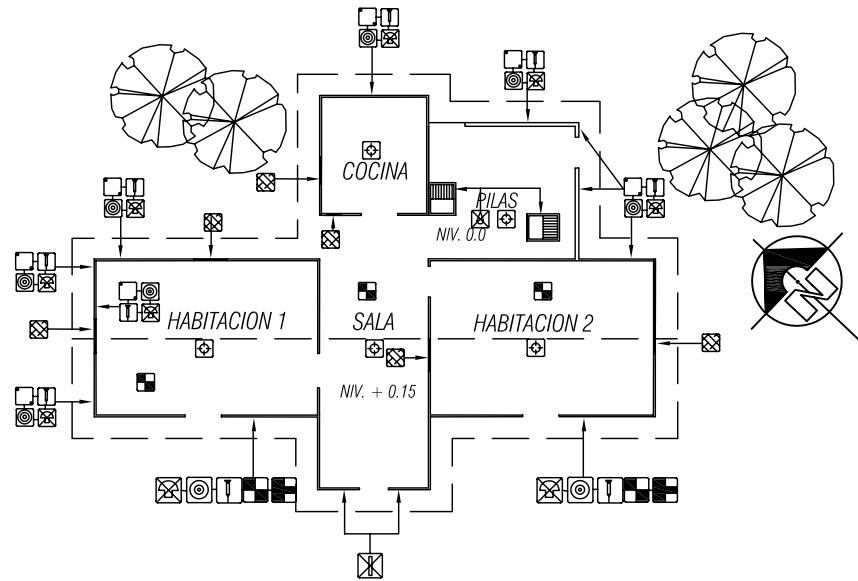 COCINA
PILAS
NIV. 0.0
HABITACION 1
SALA
HABITACION 2
NIV. + 0.15
N